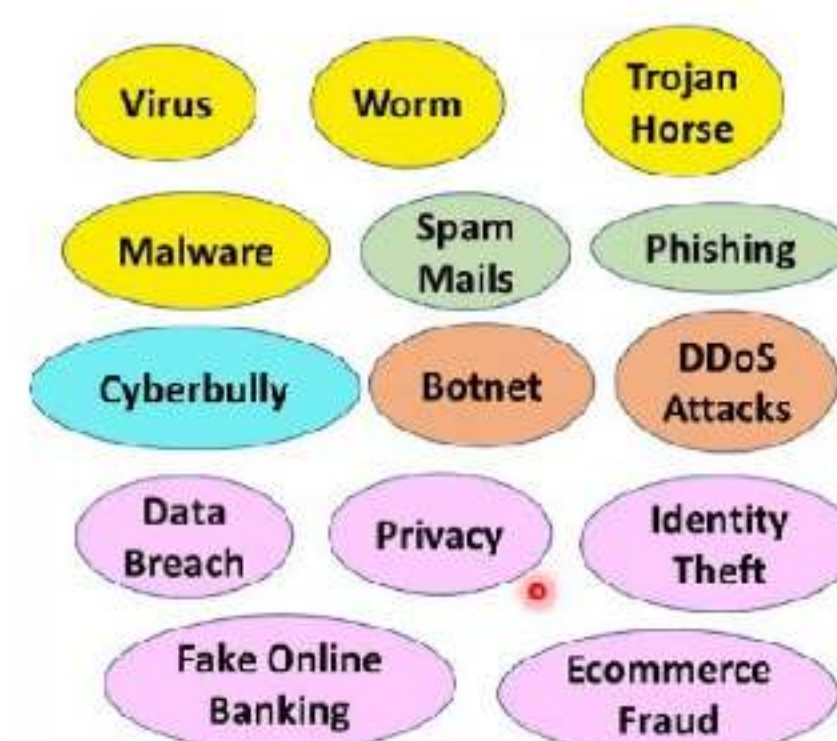 Virus
Worm
Trojan
Horse
Malware
Spam
Mails
Phishing
Cyberbully
Botnet
DDoS
Attacks
Data
Breach
Privacy
Identity
Theft
Fake Online
Banking
Ecommerce
Fraud